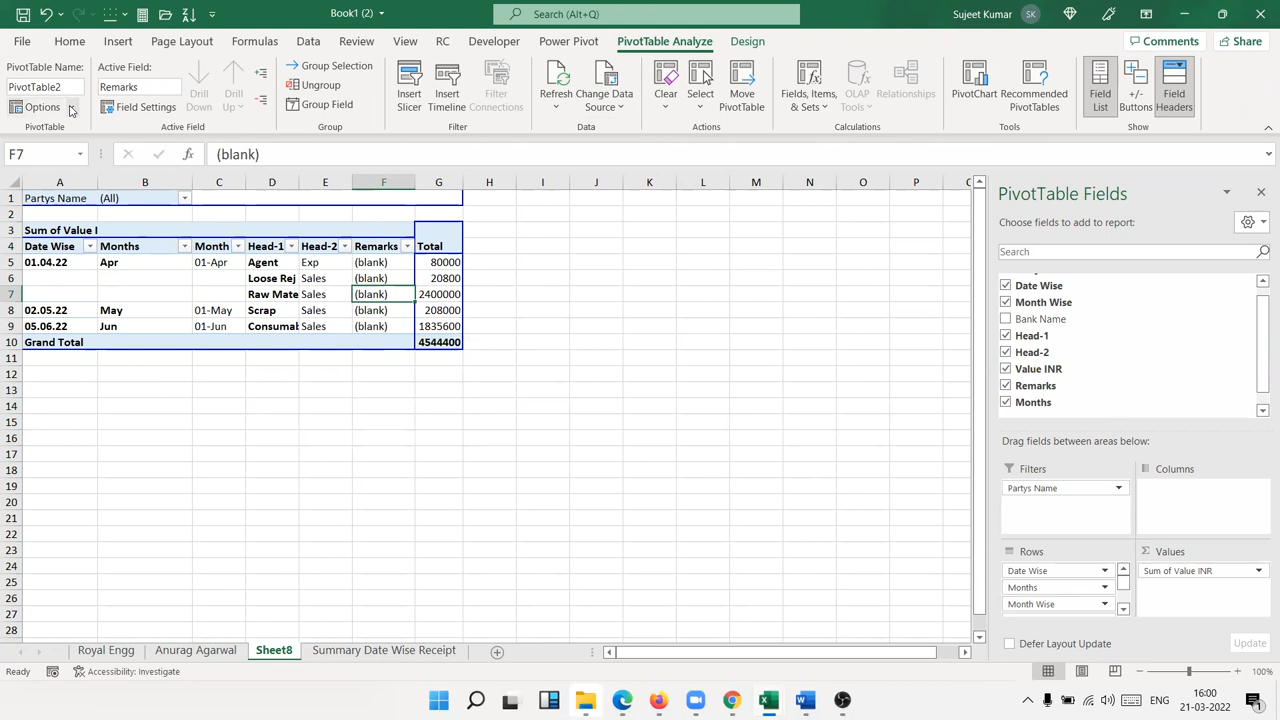 Book1 (2)
Search (Alt+Q)
Sujeet Kumar
SK
File Home Insert Draw Page Layout Formulas Data Review View RC Developer Power Pivot PivotTable Analyze Design
Comments
Share
PivotTable Name:
PivotTable2
Options
PivotTable
Active Field:
Remarks
Field Settings
Drill Down
Drill Up
Active Field
Group Selection
Ungroup
Group Field
Group
Insert Slicer
Insert Timeline
Filter Connections
Filter
Refresh
Change Data Source
Data
Clear
Select
Move PivotTable
Actions
Fields, Items, & Sets
OLAP Tools
Relationships
Calculations
PivotChart
Recommended PivotTables
Tools
Field List
+/- Buttons
Field Headers
Show
F7
fx
(blank)
A B C D E F G H I J K L M N O P
1 Partys Name (All)
2
3 Sum of Value I
4 Date Wise Months Month Head-1 Head-2 Remarks Total
5 01.04.22 Apr 01-Apr Agent Exp (blank) 80000
6 Loose Rej Sales (blank) 20800
7 Raw Mate Sales (blank) 2400000
8 02.05.22 May 01-May Scrap Sales (blank) 208000
9 05.06.22 Jun 01-Jun Consumal Sales (blank) 1835600
10 Grand Total 4544400
11
12
13
14
15
16
17
18
19
20
21
22
23
24
25
26
27
28
PivotTable Fields
Choose fields to add to report:
Search
Date Wise
Month Wise
Bank Name
Head-1
Head-2
Value INR
Remarks
Months
Drag fields between areas below:
Filters
Columns
Partys Name
Rows
Σ Values
Date Wise
Months
Month Wise
Sum of Value INR
Defer Layout Update
Update
Royal Engg Anurag Agarwal Sheet8 Summary Date Wise Receipt
Ready
Accessibility: Investigate
100%
ENG
16:00
21-03-2022
1